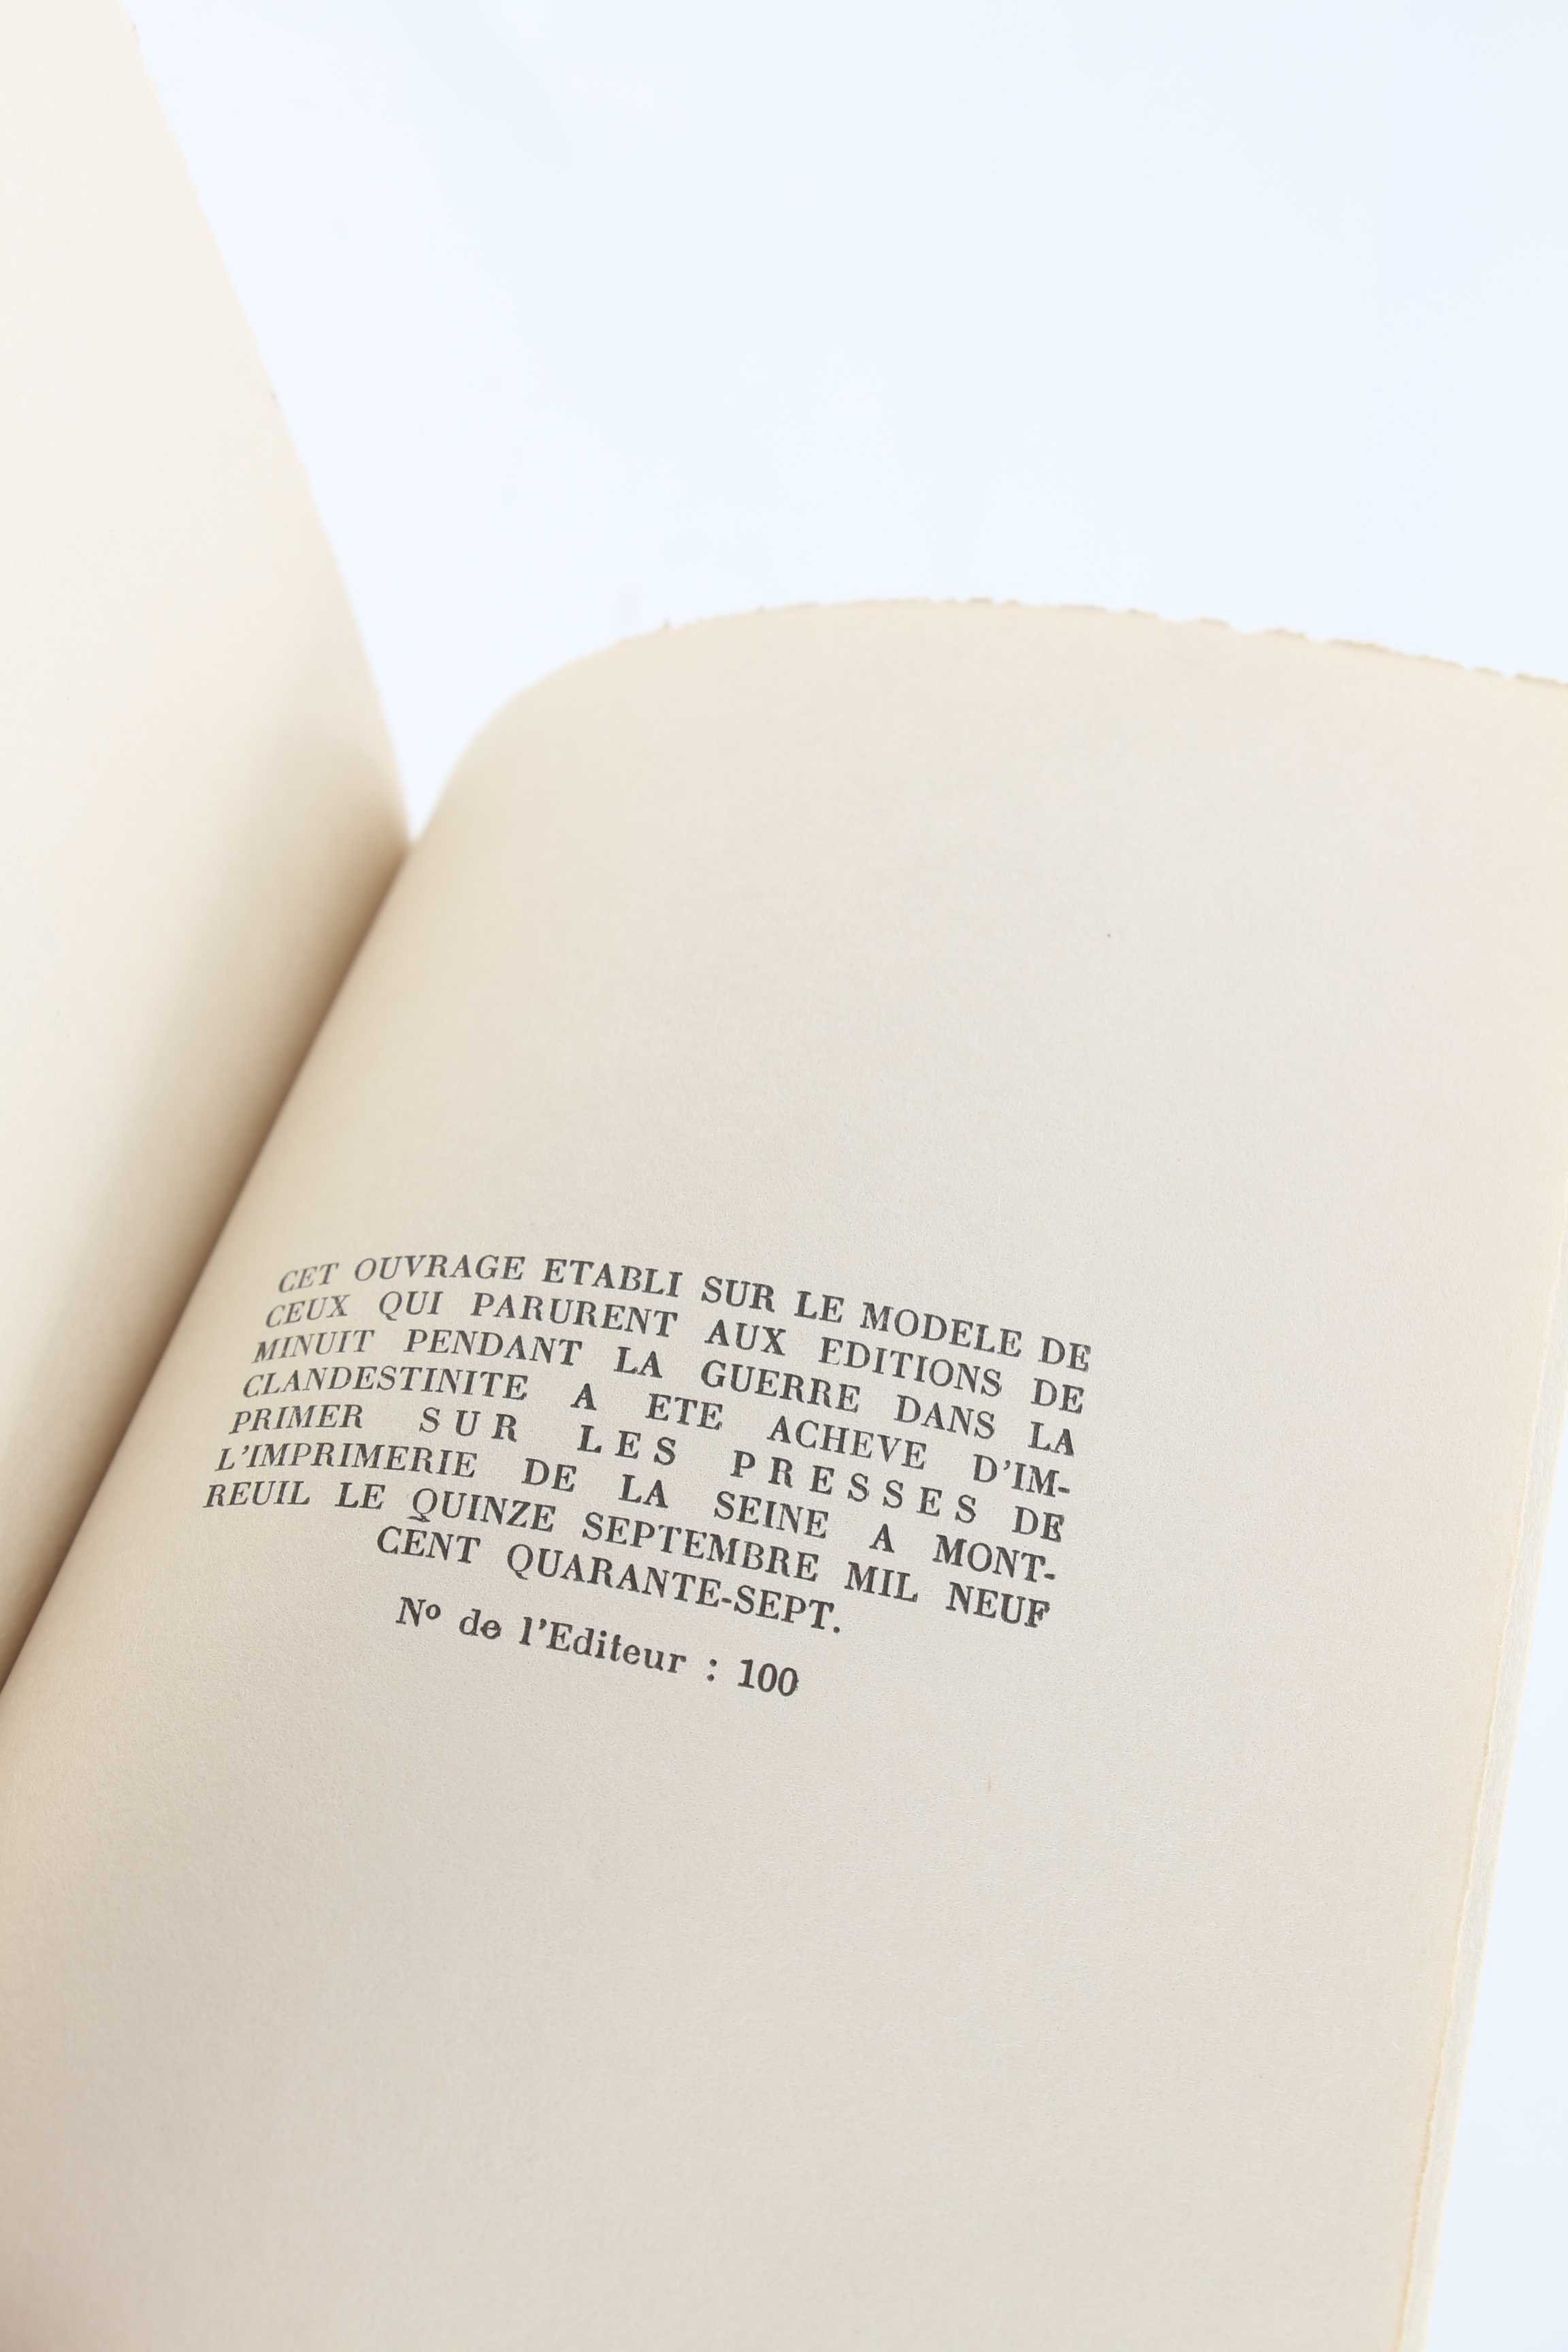 CET OUVRAGE ETABLI SUR LE MODELE DE
CEUX QUI PARURENT AUX EDITIONS DE
MINUIT PENDANT LA GUERRE DANS LA
CLANDESTINITE A ETE ACHEVE D'IM-
PRIMER SUR LES PRESSES DE
L'IMPRIMERIE DE LA SEINE A MONT-
REUIL LE QUINZE SEPTEMBRE MIL NEUF
CENT QUARANTE-SEPT.
Nº de l'Editeur : 100